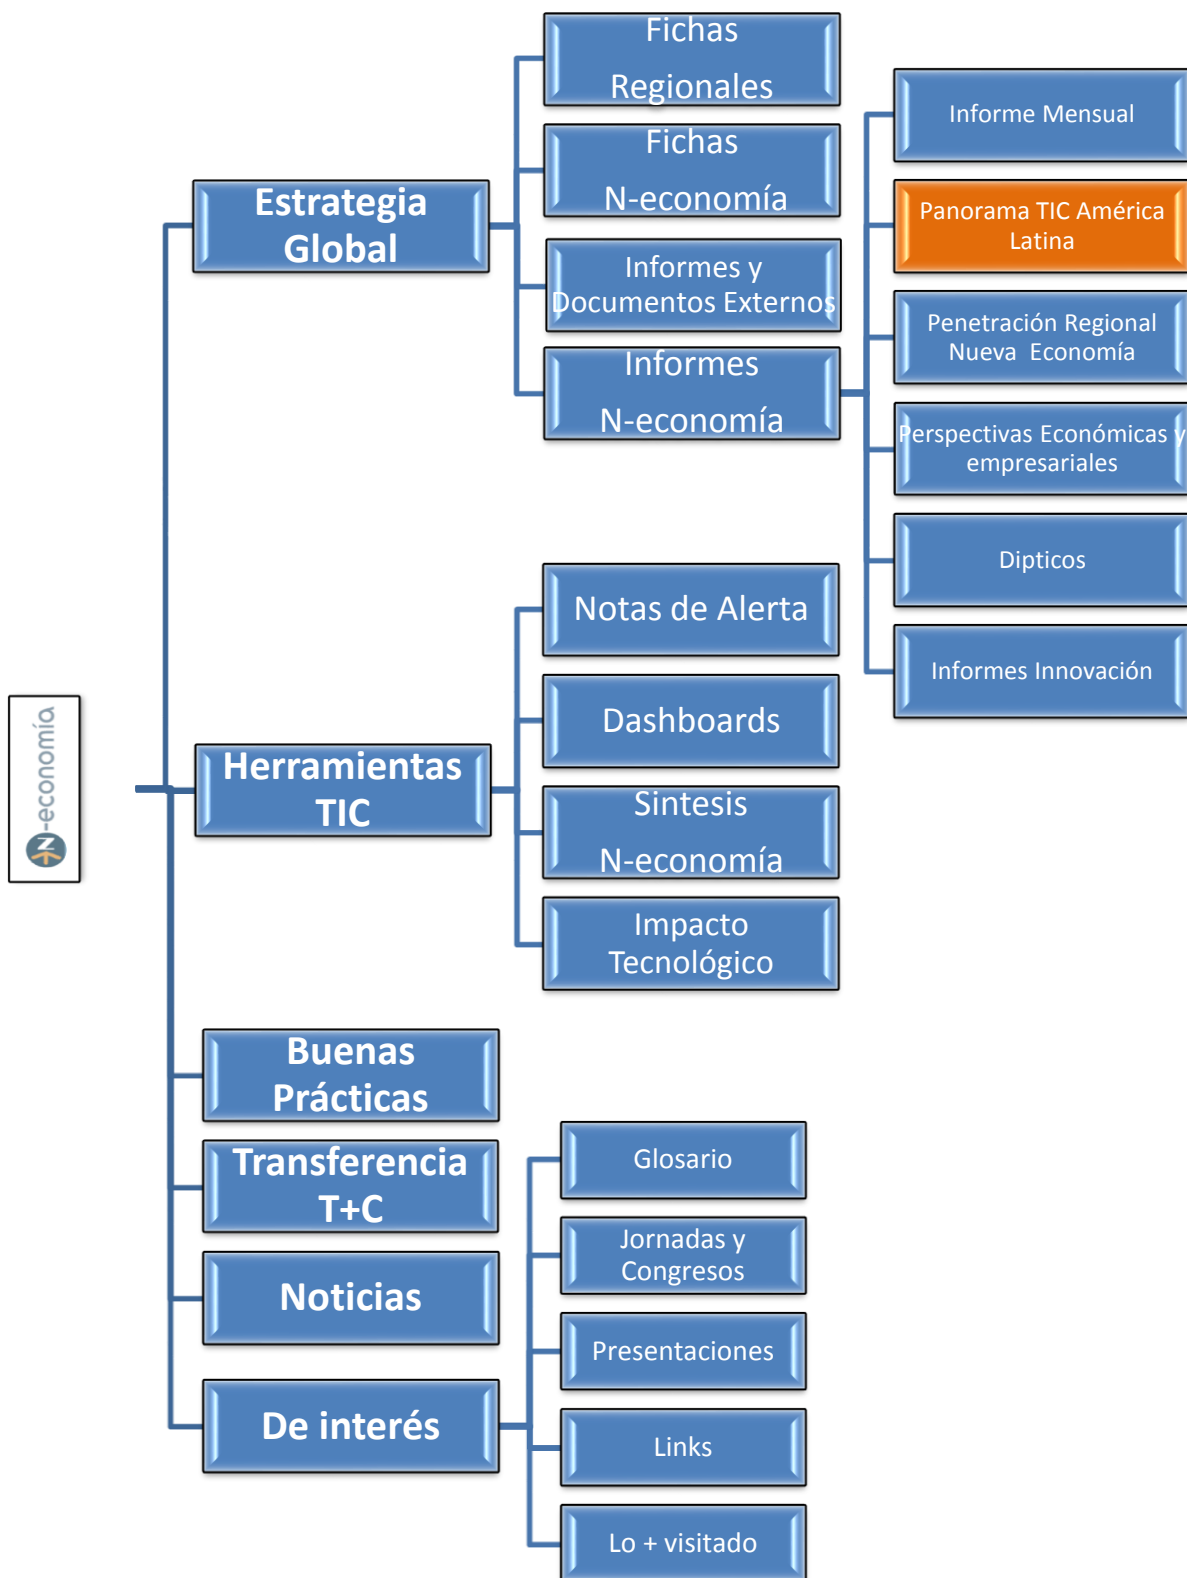 N-economía
Estrategia
Global
Fichas
Regionales
Fichas
N-economía
Informes y
Documentos Externos
Informes
N-economía
Informe Mensual
Panorama TIC América
Latina
Penetración Regional
Nueva Economía
Perspectivas Económicas y
empresariales
Dipticos
Informes Innovación
Herramientas
TIC
Notas de Alerta
Dashboards
Sintesis
N-economía
Impacto
Tecnológico
Buenas
Prácticas
Transferencia
T+C
Noticias
De interés
Glosario
Jornadas y
Congresos
Presentaciones
Links
Lo + visitado